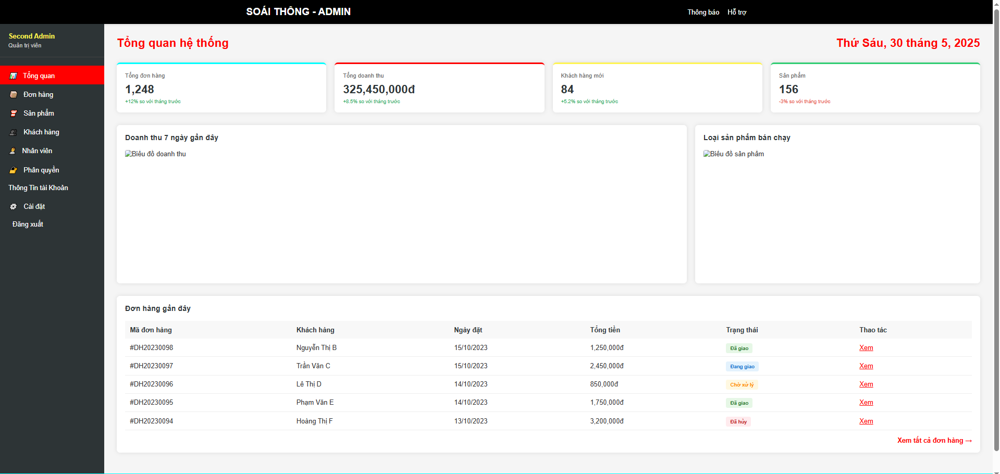 SOÁI THÔNG - ADMIN
Thông báo Hỗ trợ
Second Admin
Quản trị viên
Tổng quan
Đơn hàng
Sản phẩm
Khách hàng
Nhân viên
Phân quyền
Thông Tin tài Khoản
Cài đặt
Đăng xuất
Tổng quan hệ thống
Thứ Sáu, 30 tháng 5, 2025
Tổng đơn hàng
1,248
+12% so với tháng trước
Tổng doanh thu
325,450,000đ
+8.5% so với tháng trước
Khách hàng mới
84
+5.2% so với tháng trước
Sản phẩm
156
-3% so với tháng trước
Doanh thu 7 ngày gần đây
Biểu đồ doanh thu
Loại sản phẩm bán chạy
Biểu đồ sản phẩm
Đơn hàng gần đây
Mã đơn hàng Khách hàng Ngày đặt Tổng tiền Trạng thái Thao tác
#DH20230098 Nguyễn Thị B 15/10/2023 1,250,000đ Đã giao Xem
#DH20230097 Trần Văn C 15/10/2023 2,450,000đ Đang giao Xem
#DH20230096 Lê Thị D 14/10/2023 850,000đ Chờ xử lý Xem
#DH20230095 Phạm Văn E 14/10/2023 1,750,000đ Đã giao Xem
#DH20230094 Hoàng Thị F 13/10/2023 3,200,000đ Đã hủy Xem
Xem tất cả đơn hàng →